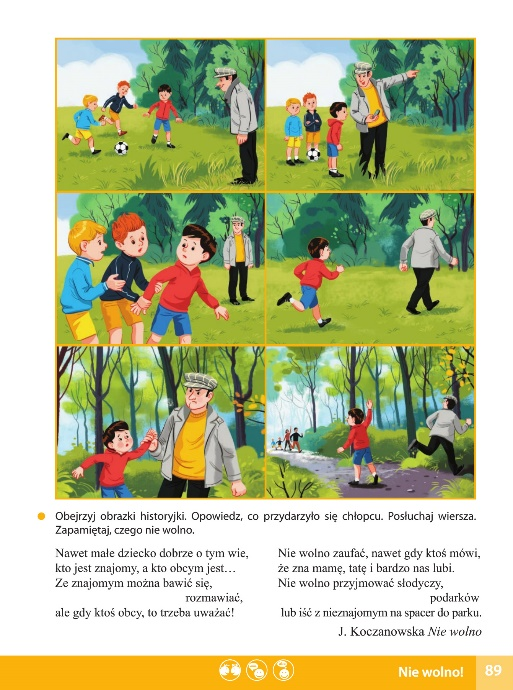 Obejrzyj obrazki historyjki. Opowiedz, co przydarzyło się chłopcu. Posłuchaj wiersza.
Zapamiętaj, czego nie wolno.
Nawet małe dziecko dobrze o tym wie,
kto jest znajomy, a kto obcym jest…
Ze znajomym można bawić się,
rozmawiać,
ale gdy ktoś obcy, to trzeba uważać!
Nie wolno zaufać, nawet gdy ktoś mówi,
że zna mamę, tatę i bardzo nas lubi.
Nie wolno przyjmować słodyczy,
podarków
lub iść z nieznajomym na spacer do parku.
J. Koczanowska Nie wolno
Nie wolno! 89